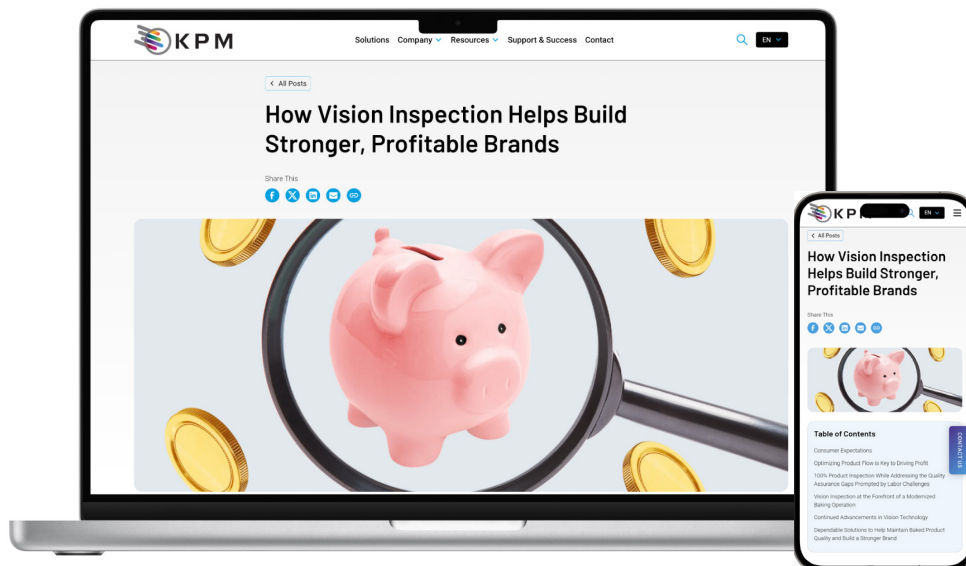 KPM
Solutions Company Resources Support & Success Contact
EN
All Posts
How Vision Inspection Helps Build
Stronger, Profitable Brands
Share This
KP
EN
All Posts
How Vision Inspection
Helps Build Stronger,
Profitable Brands
Share This
Table of Contents
Consumer Expectations
Optimizing Product Flow is Key to Driving Profit
100% Product Inspection While Addressing the Quality
Assurance Gaps Prompted by Labor Challenges
Vision Inspection at the Forefront of a Modernized
Baking Operation
Continued Advancements in Vision Technology
Dependable Solutions to Help Maintain Baked Product
Quality and Build a Stronger Brand
CONTACT US